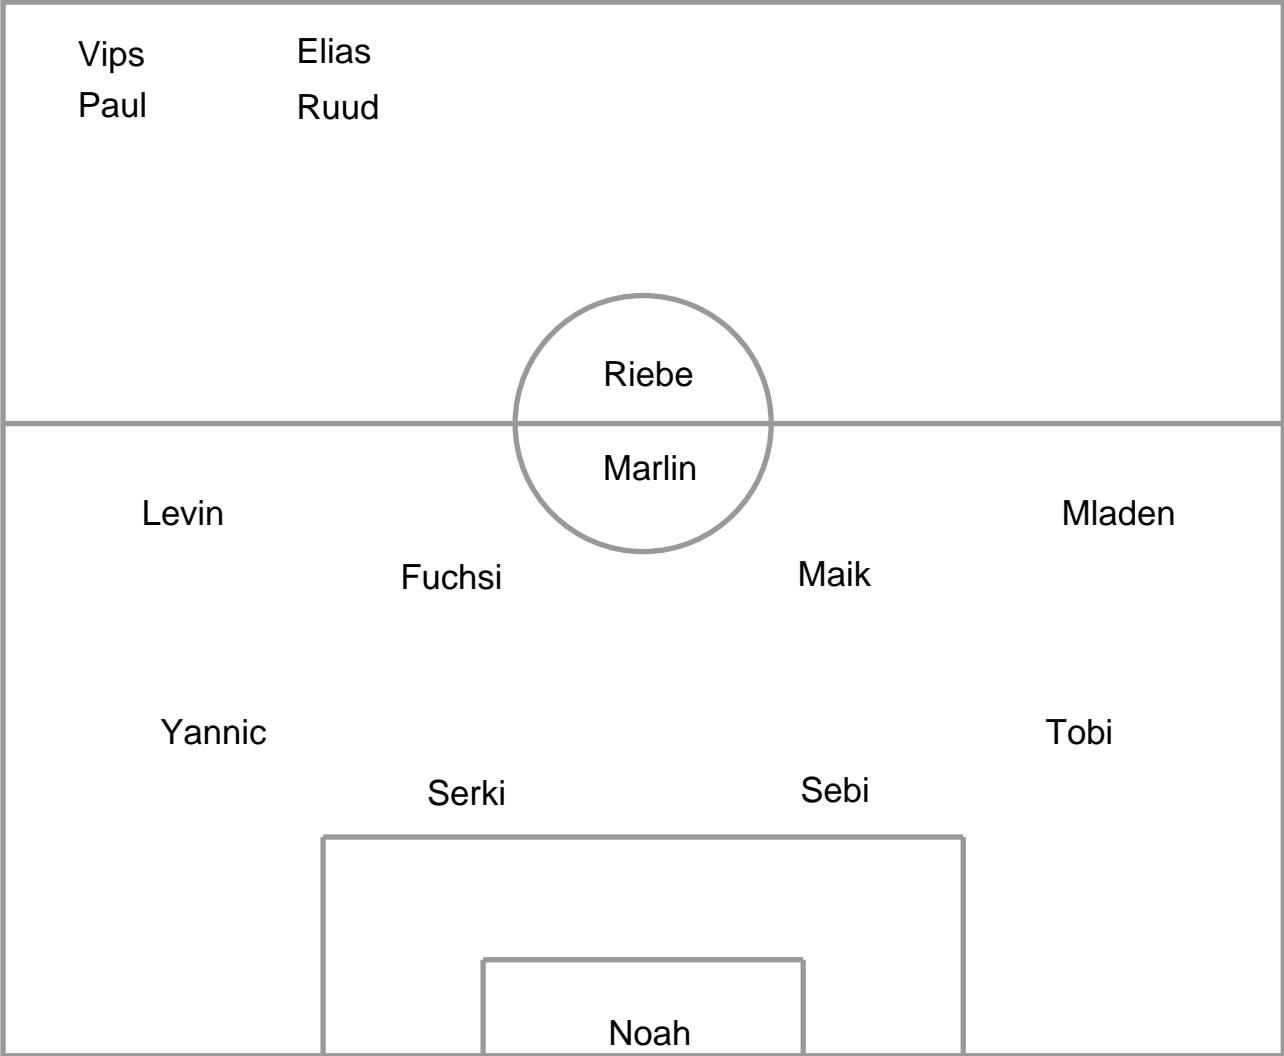 Vips Elias
Paul Ruud
Riebe
Marlin
Levin Mladen
Fuchsi Maik
Yannic Tobi
Serki Sebi
Noah